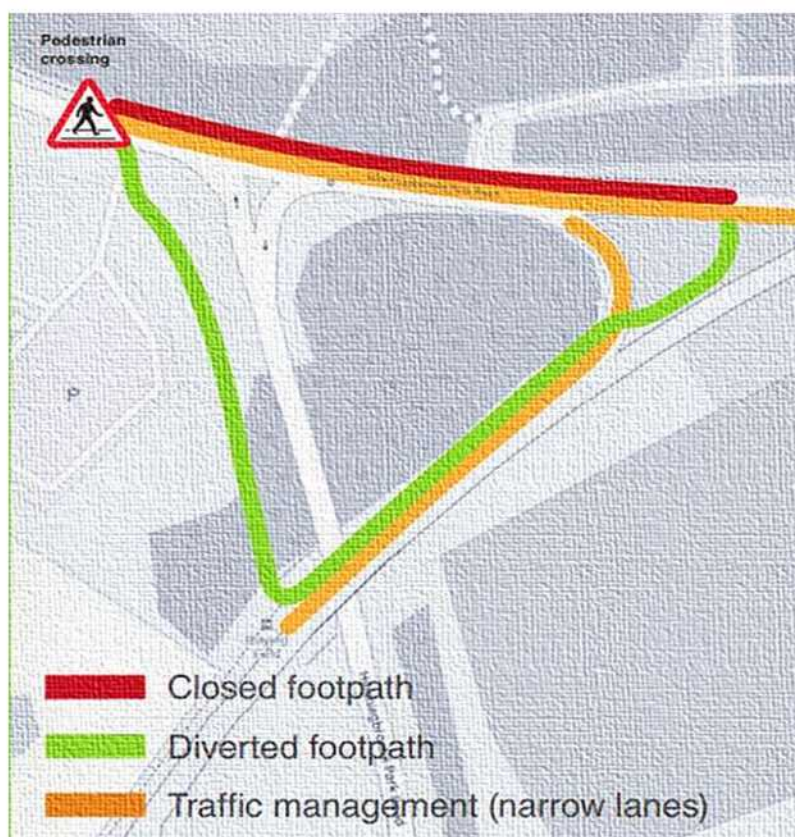 Pedestrian
crossing
Closed footpath
Diverted footpath
Traffic management (narrow lanes)